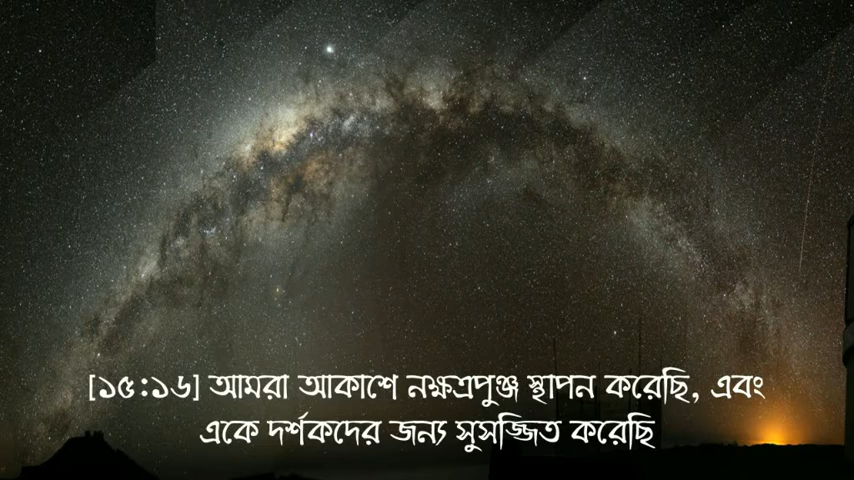 [১৫:১৬] আমরা আকাশে নক্ষত্রপুঞ্জ স্থাপন করেছি, এবং
একে দর্শকদের জন্য সুসজ্জিত করেছি